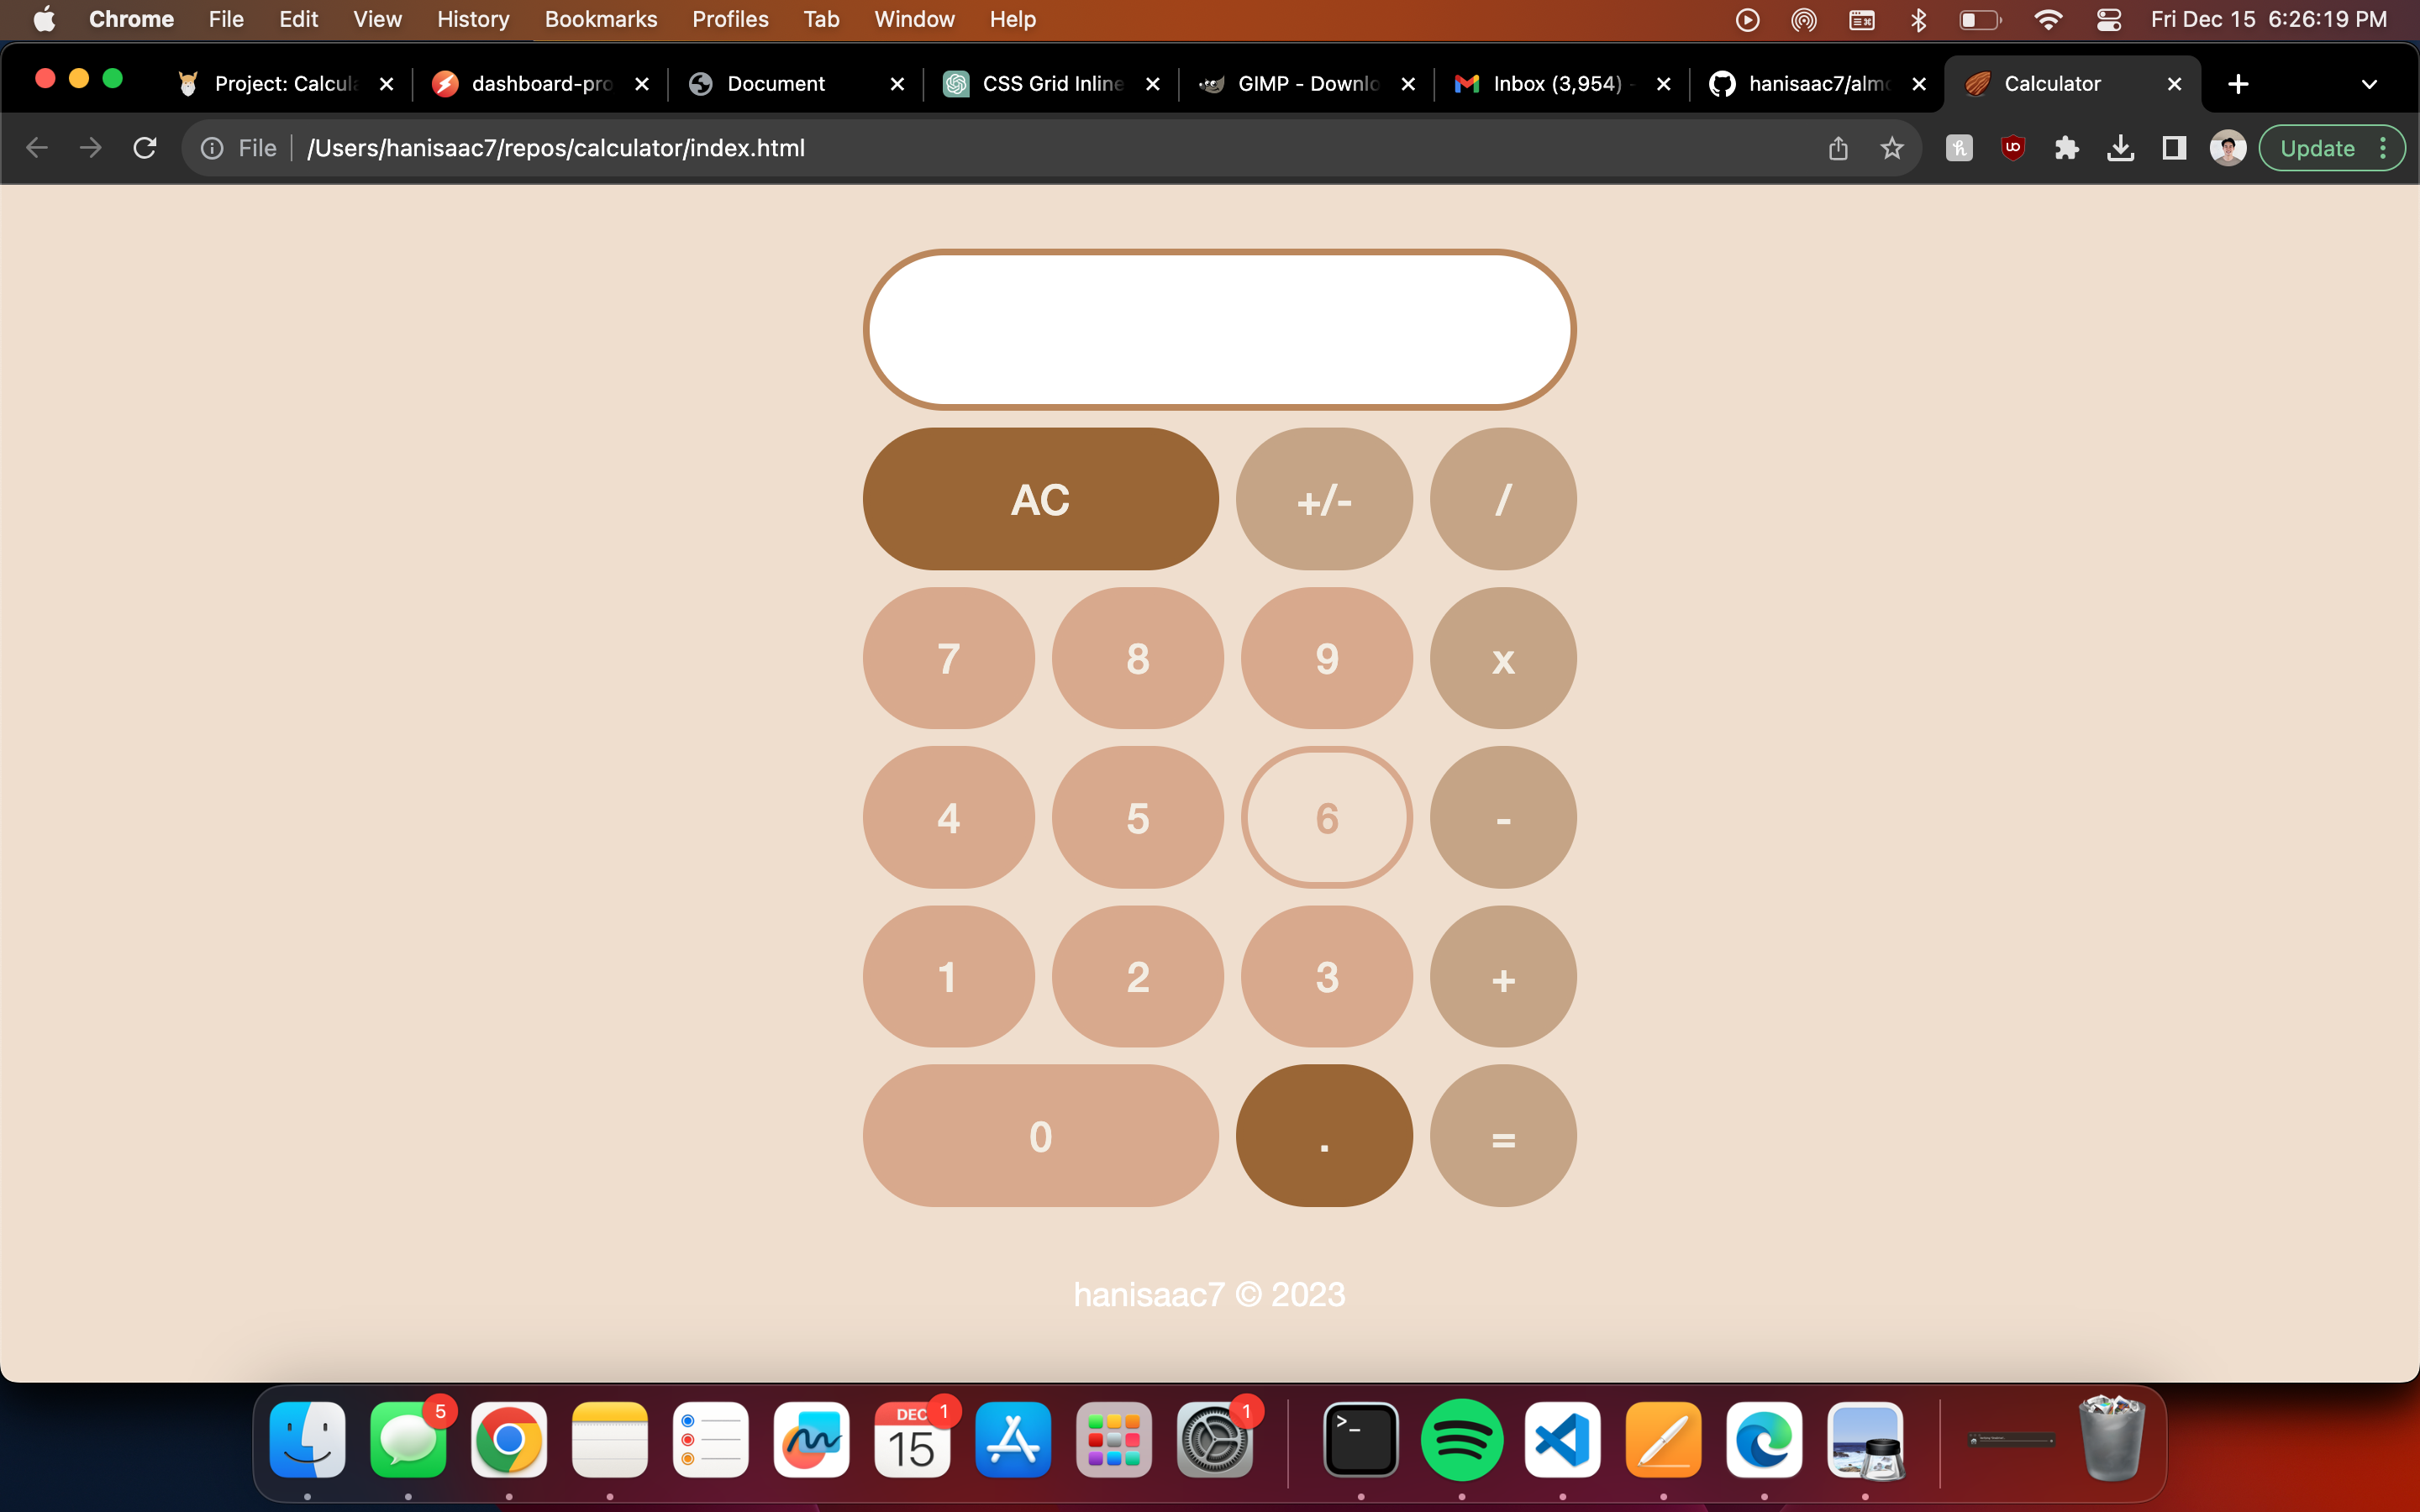 Chrome File Edit View History Bookmarks Profiles Tab Window Help Fri Dec 15 6:26:19 PM
Project: Calcula dashboard-pro Document CSS Grid Inline GIMP - Downlo Inbox (3,954) - hanisaac7/almo Calculator
File /Users/hanisaac7/repos/calculator/index.html Update
AC +/- /
7 8 9 x
4 5 6 -
1 2 3 +
0 . =
hanisaac7 © 2023
5 DEC 1 1
15 >_